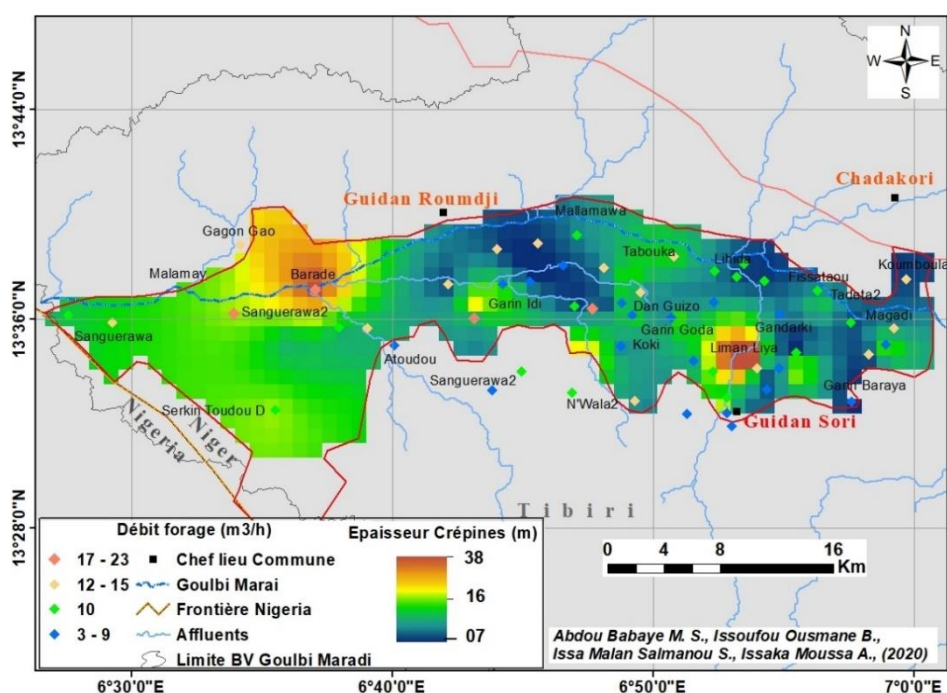 N
W E
S
13°44'0"N
13°36'0"N
13°28'0"N
Chadakori
Guidan Roumdji
Mallamawa
Gagon Gao
Tabouka
Koumboula
Malamay
Barade
Lihida
Fissataou
Tadata2
Sanguerawa
Sanguerawa2
Garin Idi
Dan Guizo
Magadi
Garin Goda
Gandarki
Atoudou
Koki
Liman Liya
Sanguerawa2
Garin Baraya
Serkin Toudou D
N'Wala2
Guidan Sori
Niger
Nigeria
Tibiri
Débit forage (m3/h)
17 - 23
12 - 15
10
3 - 9
Chef lieu Commune
Goulbi Marai
Frontière Nigeria
Affluents
Limite BV Goulbi Maradi
Epaisseur Crépines (m)
38
16
07
0 4 8 16
Km
Abdou Babaye M. S., Issoufou Ousmane B.,
Issa Malan Salmanou S., Issaka Moussa A., (2020)
6°30'0"E 6°40'0"E 6°50'0"E 7°0'0"E